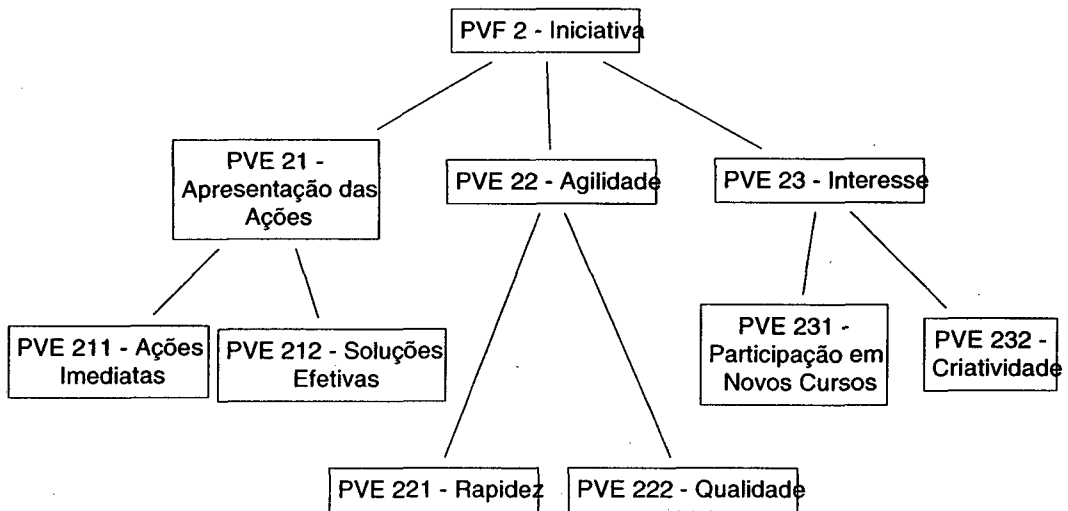 PVF 2 - Iniciativa
PVE 21 -
Apresentação das
Ações
PVE 22 - Agilidade
PVE 23 - Interesse
PVE 211 - Ações
Imediatas
PVE 212 - Soluções
Efetivas
PVE 231 -
Participação em
Novos Cursos
PVE 232 -
Criatividade
PVE 221 - Rapidez
PVE 222 - Qualidade